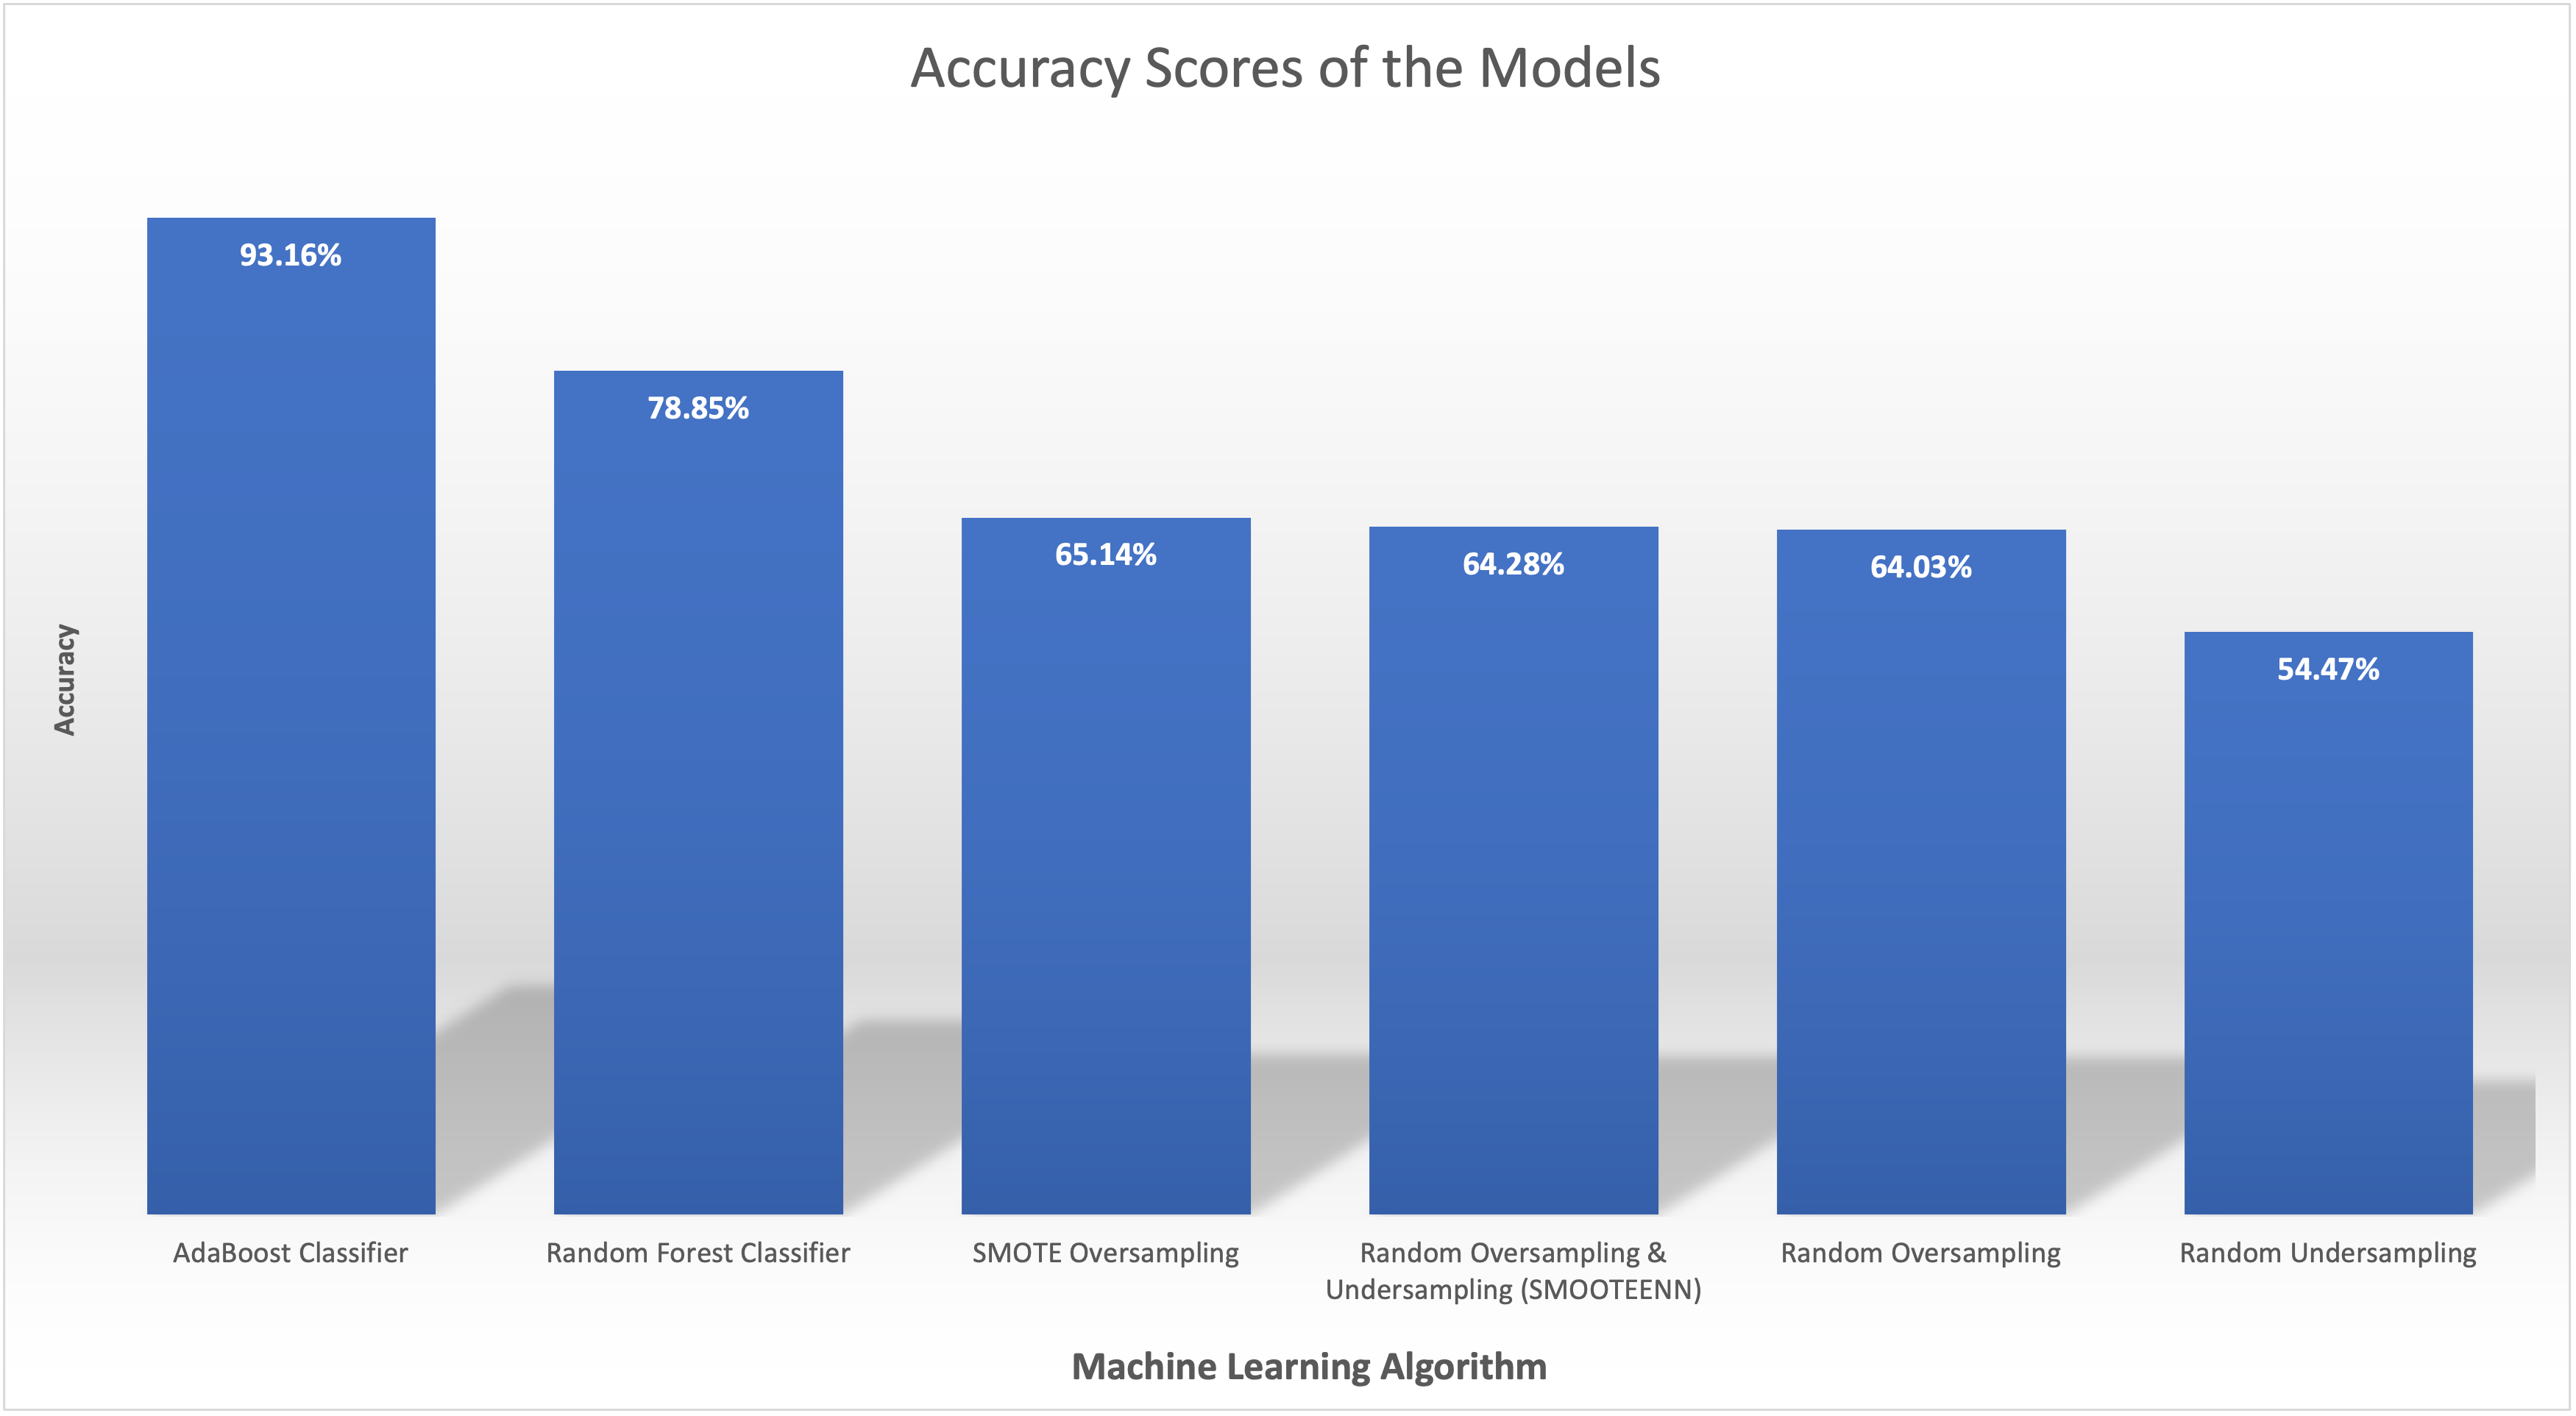 Accuracy Scores of the Models
93.16%
78.85%
65.14%
64.28%
64.03%
54.47%
Accuracy
AdaBoost Classifier
Random Forest Classifier
SMOTE Oversampling
Random Oversampling &
Undersampling (SMOOTEENN)
Random Oversampling
Random Undersampling
Machine Learning Algorithm